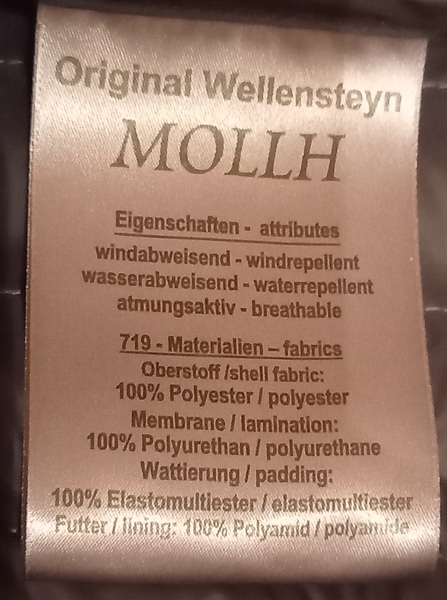 Original Wellensteyn
MOLLH
Eigenschaften - attributes
windabweisend - windrepellent
wasserabweisend - waterrepellent
atmungsaktiv - breathable
719 - Materialien – fabrics
Oberstoff /shell fabric:
100% Polyester / polyester
Membrane / lamination:
100% Polyurethan / polyurethane
Wattierung / padding:
100% Elastomultiester / elastomultiester
Futter / lining: 100% Polyamid / polyamide